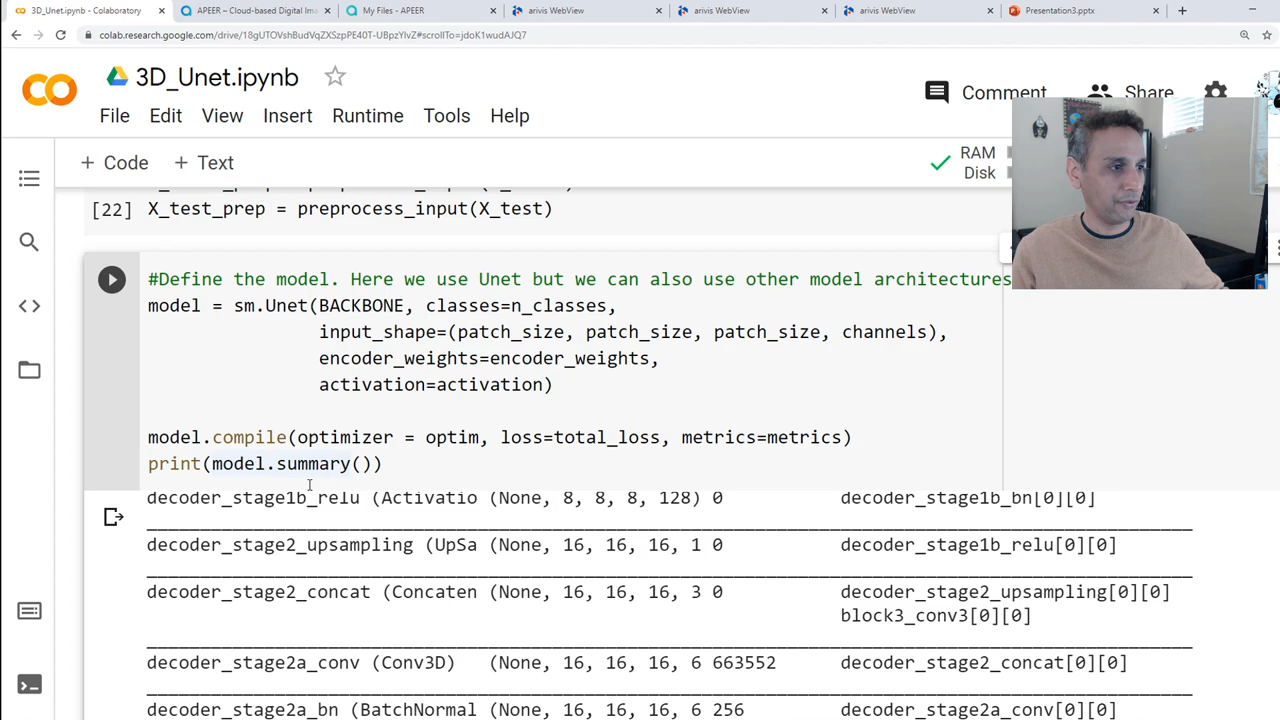 3D_Unet.ipynb - Colaboratory
APEER – Cloud-based Digital Ima
My Files - APEER
arivis WebView
arivis WebView
arivis WebView
Presentation3.pptx
colab.research.google.com/drive/18gUTOVshBudVqZXSzpPE40T-UBpzYIvZ#scrollTo=jdoK1wudAJQ7
3D_Unet.ipynb
Comment
Share
File Edit View Insert Runtime Tools Help
+ Code + Text
RAM
Disk
[22] X_test_prep = preprocess_input(X_test)
#Define the model. Here we use Unet but we can also use other model architectures
model = sm.Unet(BACKBONE, classes=n_classes,
input_shape=(patch_size, patch_size, patch_size, channels),
encoder_weights=encoder_weights,
activation=activation)
model.compile(optimizer = optim, loss=total_loss, metrics=metrics)
print(model.summary())
decoder_stage1b_relu (Activatio (None, 8, 8, 8, 128) 0 decoder_stage1b_bn[0][0]
decoder_stage2_upsampling (UpSa (None, 16, 16, 16, 1 0 decoder_stage1b_relu[0][0]
decoder_stage2_concat (Concaten (None, 16, 16, 16, 3 0 decoder_stage2_upsampling[0][0]
block3_conv3[0][0]
decoder_stage2a_conv (Conv3D) (None, 16, 16, 16, 6 663552 decoder_stage2_concat[0][0]
decoder_stage2a_bn (BatchNormal (None, 16, 16, 16, 6 256 decoder_stage2a_conv[0][0]